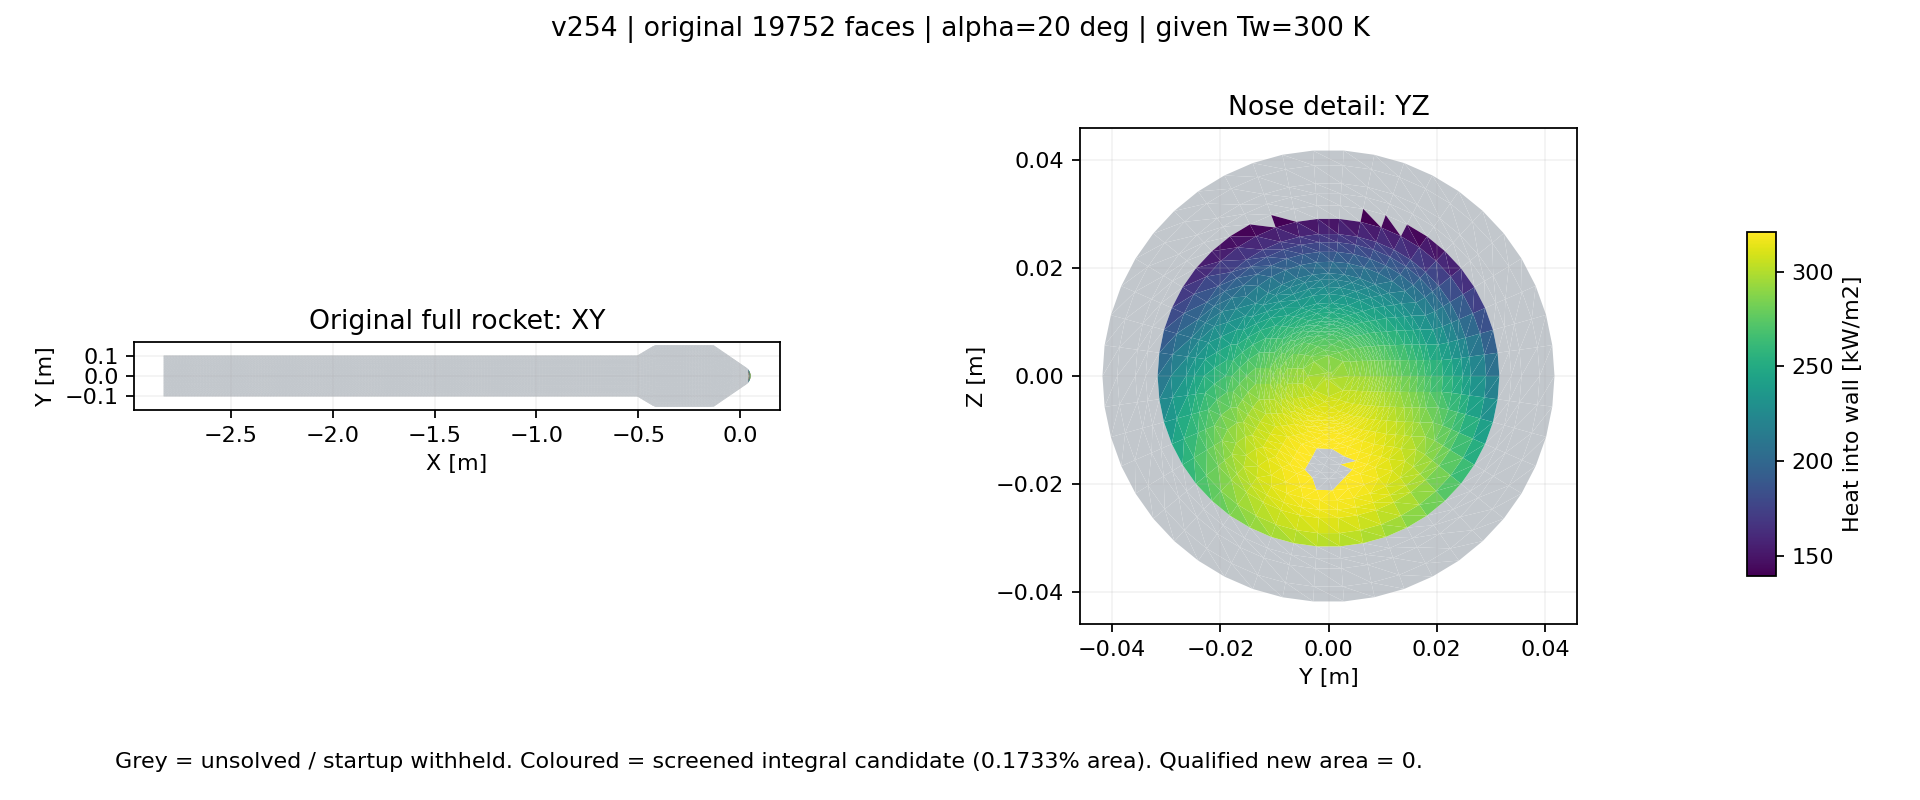 v254 | original 19752 faces | alpha=20 deg | given Tw=300 K
Original full rocket: XY
Y [m]
0.1
0.0
−0.1
−2.5
−2.0
−1.5
−1.0
−0.5
0.0
X [m]
Nose detail: YZ
Z [m]
0.04
0.02
0.00
−0.02
−0.04
−0.04
−0.02
0.00
0.02
0.04
Y [m]
300
250
200
150
Heat into wall [kW/m2]
Grey = unsolved / startup withheld. Coloured = screened integral candidate (0.1733% area). Qualified new area = 0.